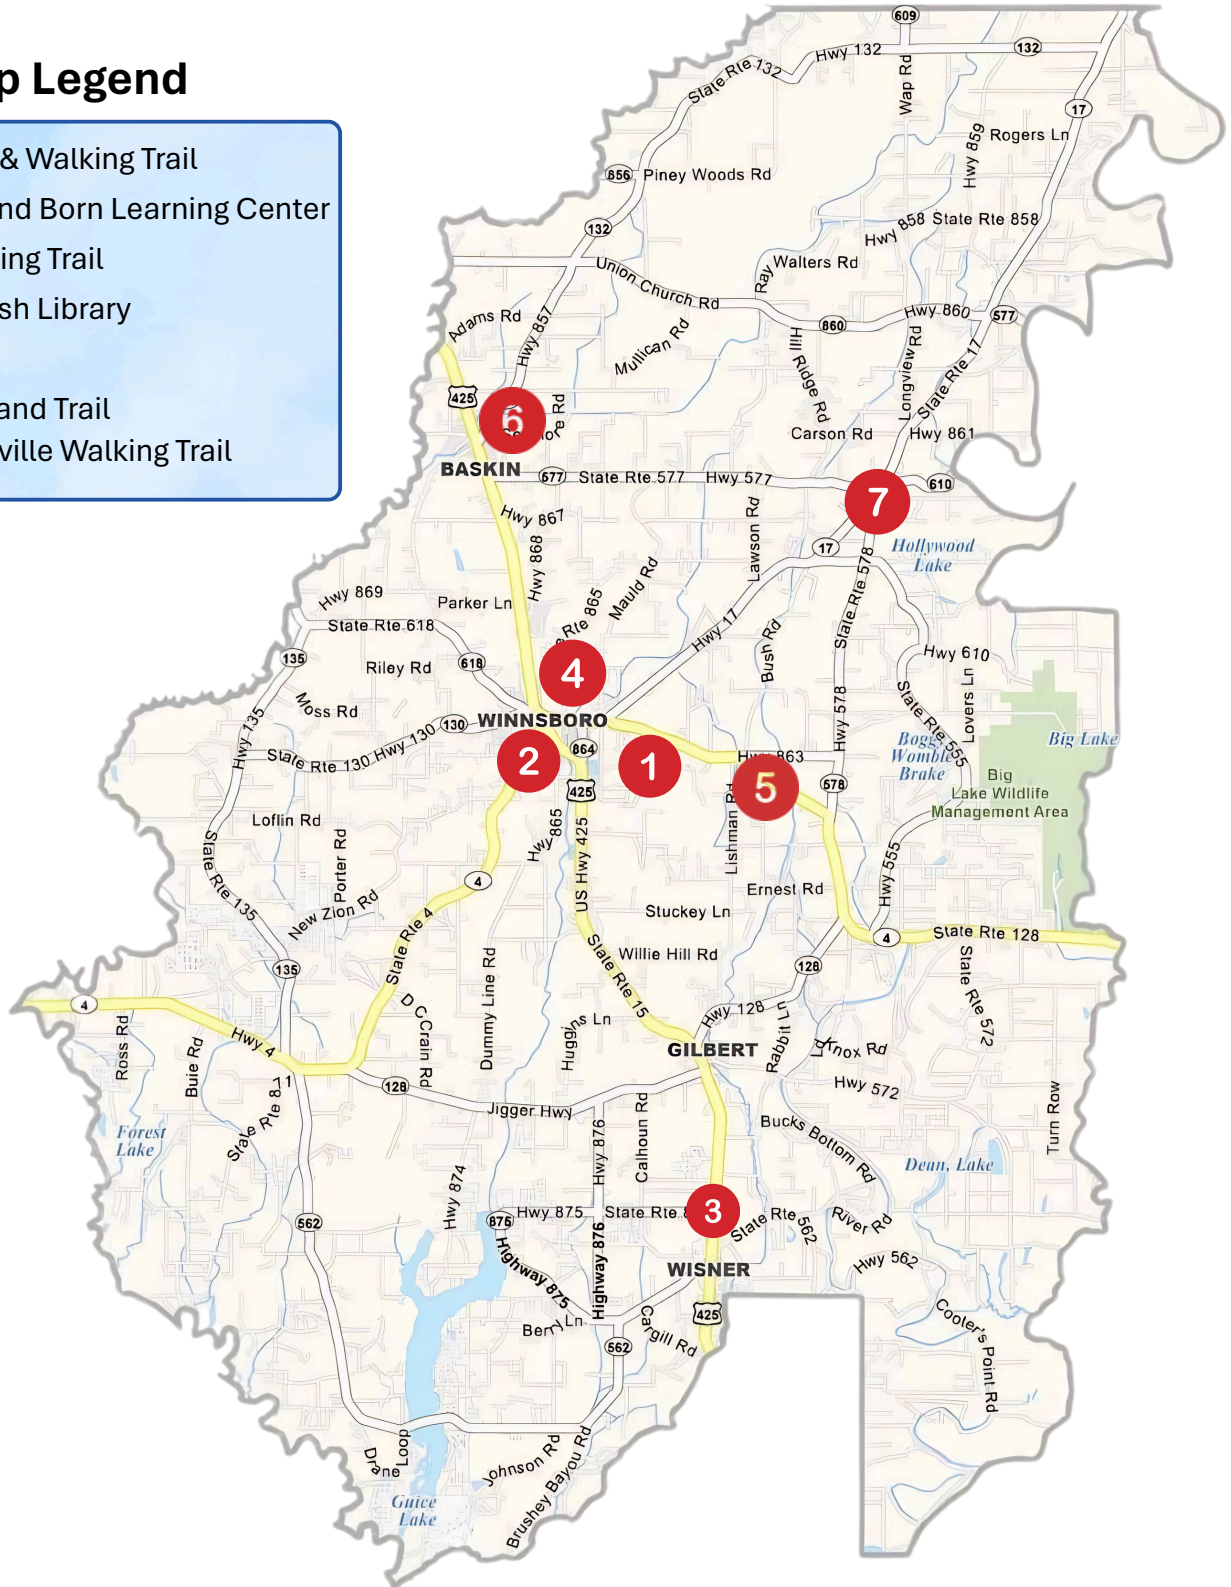 p Legend
& Walking Trail
nd Born Learning Center
ing Trail
sh Library
and Trail
ville Walking Trail
609
Hwy 132
132
State Rte 132
Wap Rd
17
Hwy 859
Rogers Ln
856
Piney Woods Rd
132
Hwy 858
State Rte 858
Union Church Rd
Ray
Walters Rd
Adams Rd
Hwy 857
Mullican Rd
860
Hwy 860
577
Hill Ridge Rd
Longview Rd
State Rte 17
425
6
Rd
Carson Rd
Hwy 861
BASKIN
577
State Rte 577
Hwy 577
7
610
Hwy 867
Hwy 868
Lawson Rd
17
Hollywood
Lake
Hwy 869
Parker Ln
Rte 865
Mauld Rd
State Rte 578
State Rte 618
135
Riley Rd
618
4
Hwy 17
Bush Rd
Hwy 610
Moss Rd
WINNSBORO
Hwy 578
State Rte 555
Lovers Ln
Hwy 135
State Rte 130
Hwy 130
130
2
864
1
Hwy 863
Womble
Brake
Big Lake
425
5
578
Big
Lake Wildlife
Management Area
Loflin Rd
Porter Rd
Hwy 865
US Hwy 425
Lishman Rd
State Rte 135
4
Ernest Rd
Hwy 555
New Zion Rd
Stuckey Ln
State Rte 4
Willie Hill Rd
4
State Rte 128
135
Dummy Line Rd
State Rte 15
128
State Rte 572
4
D C Crain Rd
Hwy 128
Rabbit Ln
Ross Rd
Hwy 4
Buie Rd
Huggins Ln
GILBERT
Knox Rd
Ld
State Rte 871
128
Jigger Hwy
Hwy 572
Calhoun Rd
Hwy 876
Bucks Bottom Rd
Turn Row
Forest
Lake
Dean, Lake
Hwy 874
562
876
Hwy 875
State Rte 8
3
State Rte 562
River Rd
Highway 875
Highway 876
WISNER
Hwy 562
425
Berry Ln
Cargill Rd
562
Cooter's Point Rd
Drane Loop
Johnson Rd
Brushey Bayou Rd
Guice
Lake